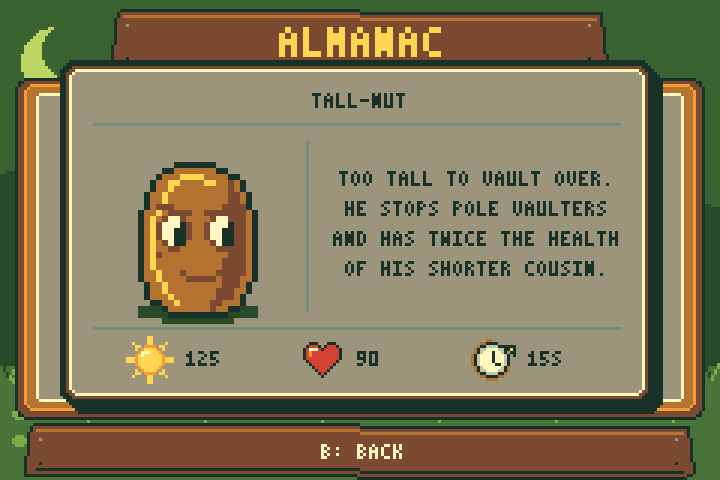 ALMANAC
TALL-NUT
TOO TALL TO VAULT OVER.
HE STOPS POLE VAULTERS
AND HAS TWICE THE HEALTH
OF HIS SHORTER COUSIN.
125
90
15S
B: BACK